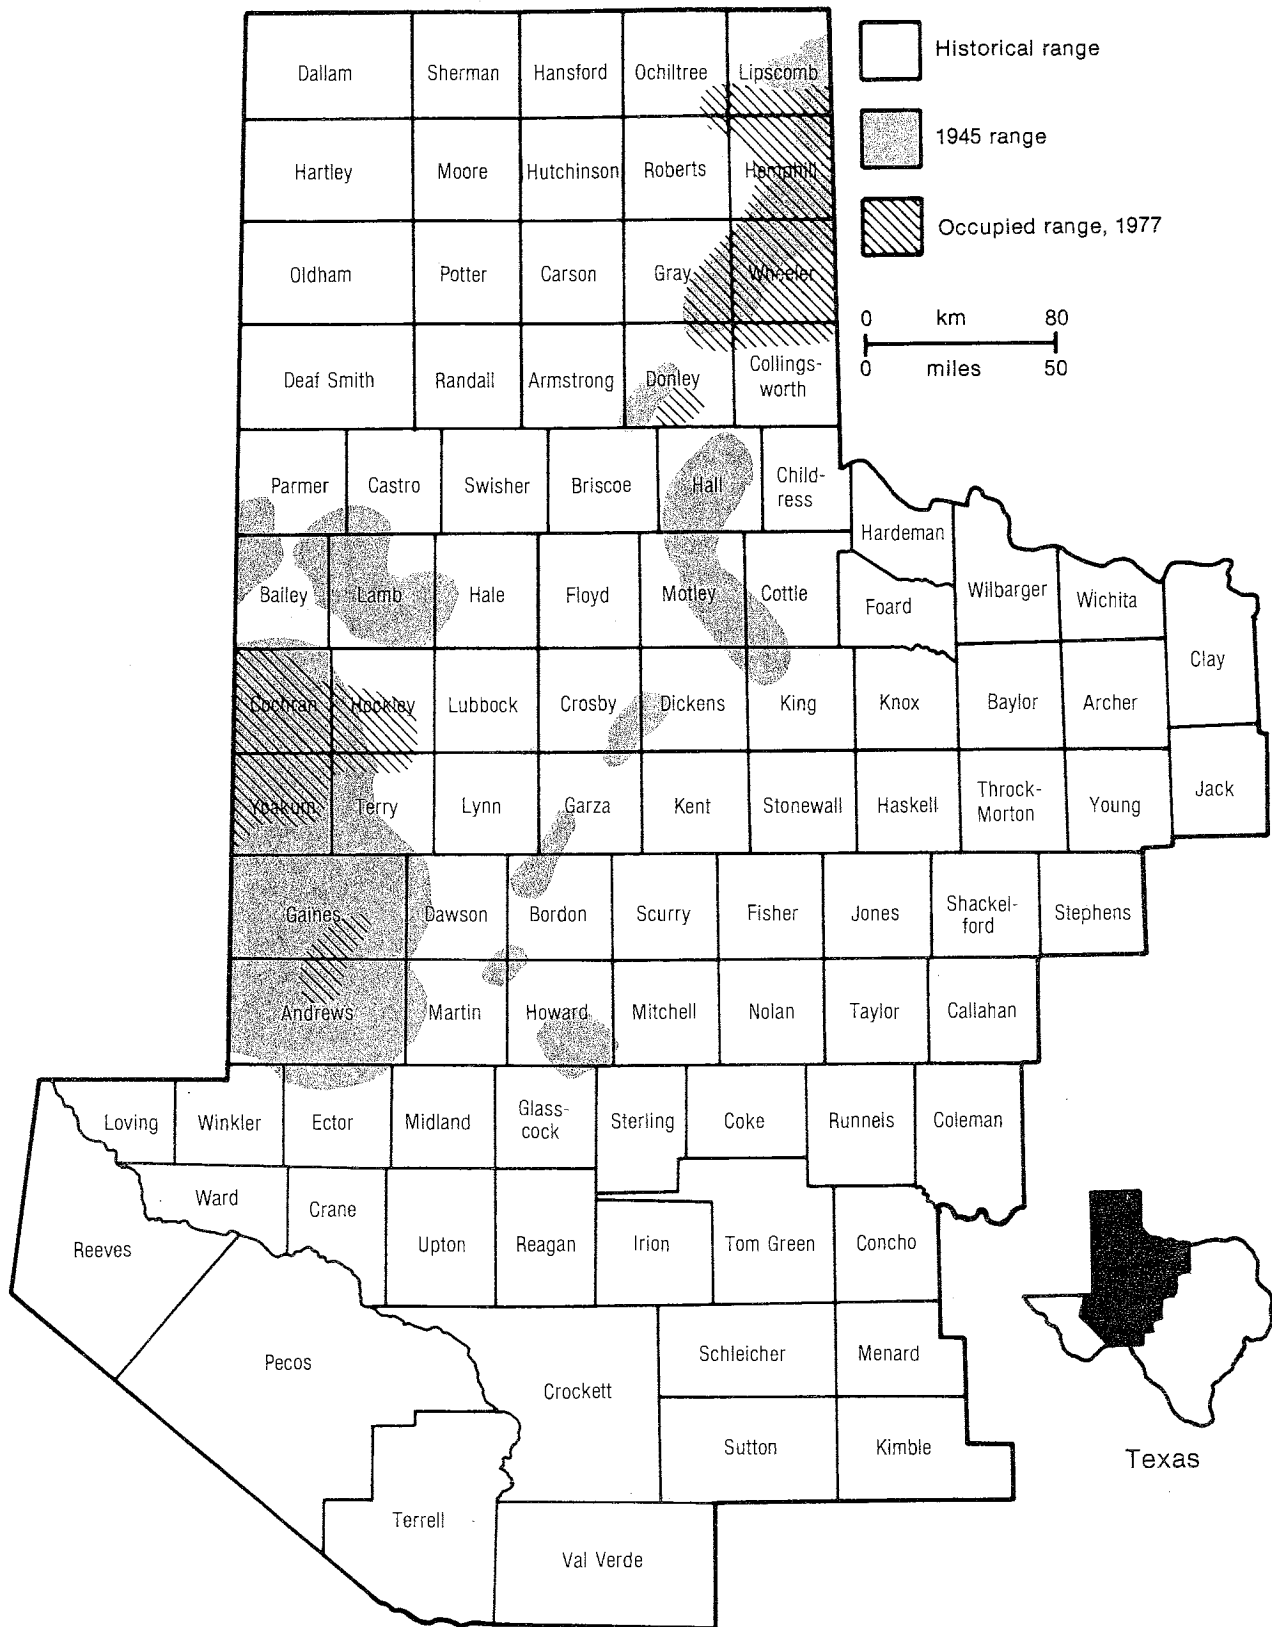 Dallam
Sherman
Hansford
Ochiltree
Lipscomb
Historical range
1945 range
Hartley
Moore
Hutchinson
Roberts
Hemphill
Occupied range, 1977
Oldham
Potter
Carson
Gray
Wheeler
0 km 80
0 miles 50
Deaf Smith
Randall
Armstrong
Donley
Collings-
worth
Parmer
Castro
Swisher
Briscoe
Hall
Child-
ress
Hardeman
Bailey
Lamb
Hale
Floyd
Motley
Cottle
Foard
Wilbarger
Wichita
Clay
Cochran
Hockley
Lubbock
Crosby
Dickens
King
Knox
Baylor
Archer
Yoakum
Terry
Lynn
Garza
Kent
Stonewall
Haskell
Throck-
Morton
Young
Jack
Gaines
Dawson
Bordon
Scurry
Fisher
Jones
Shackel-
ford
Stephens
Andrews
Martin
Howard
Mitchell
Nolan
Taylor
Callahan
Loving
Winkler
Ector
Midland
Glass-
cock
Sterling
Coke
Runnels
Coleman
Ward
Crane
Reeves
Upton
Reagan
Irion
Tom Green
Concho
Pecos
Crockett
Schleicher
Menard
Sutton
Kimble
Texas
Terrell
Val Verde